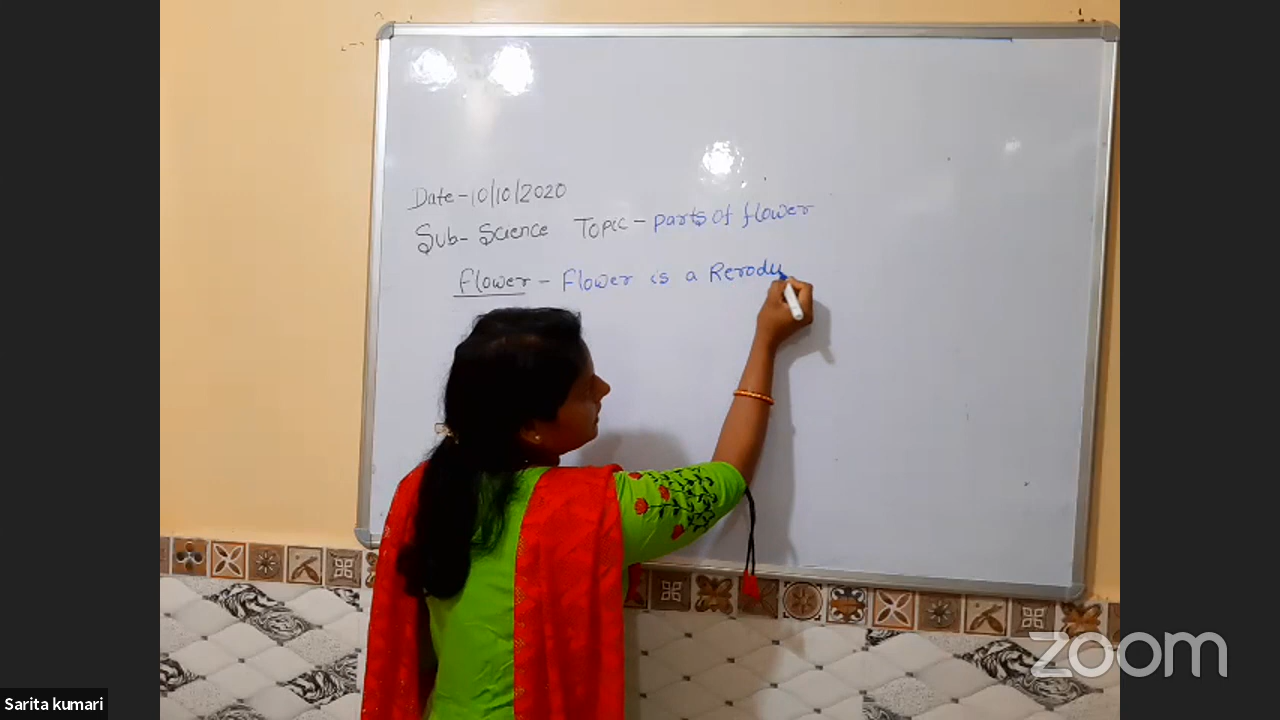 Date-10/10/2020
Sub- Science Topic - parts of flower
Flower - Flower is a Rerodu
zoom
Sarita kumari